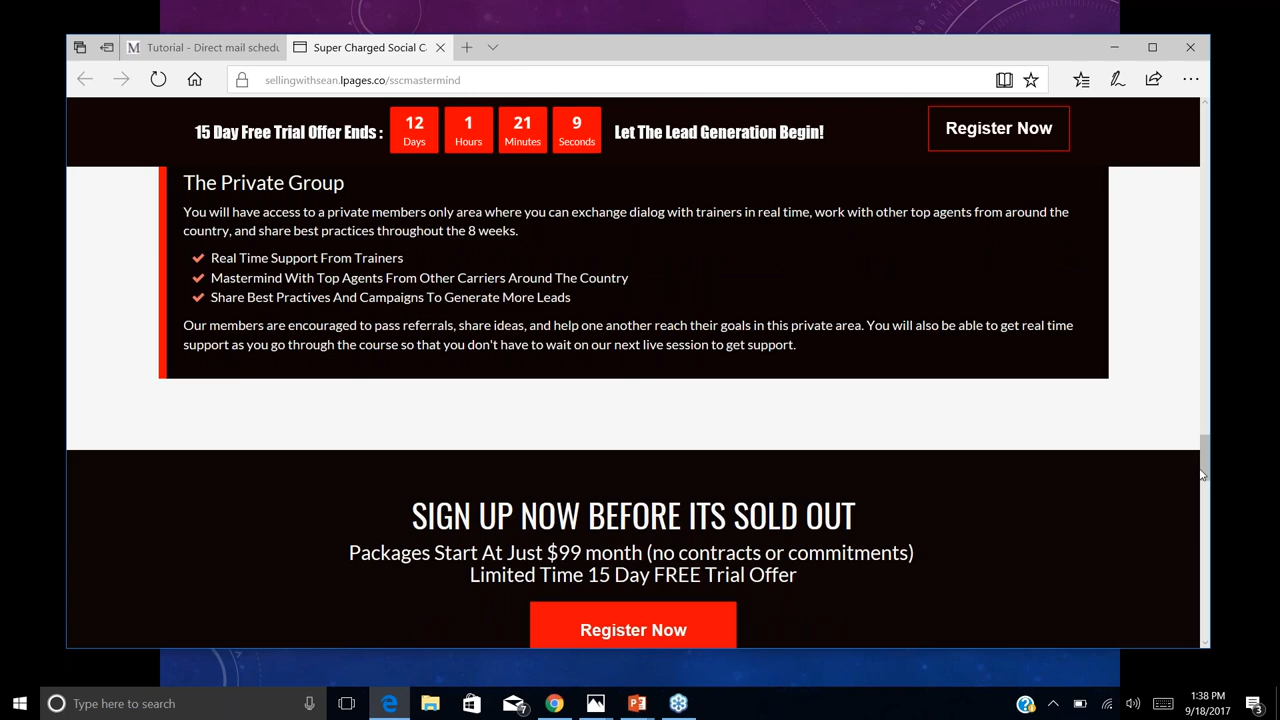 Tutorial - Direct mail schedu
Super Charged Social C
sellingwithsean.lpages.co/sscmastermind
15 Day Free Trial Offer Ends :
12
Days
1
Hours
21
Minutes
9
Seconds
Let The Lead Generation Begin!
Register Now
The Private Group
You will have access to a private members only area where you can exchange dialog with trainers in real time, work with other top agents from around the
country, and share best practices throughout the 8 weeks.
Real Time Support From Trainers
Mastermind With Top Agents From Other Carriers Around The Country
Share Best Practives And Campaigns To Generate More Leads
Our members are encouraged to pass referrals, share ideas, and help one another reach their goals in this private area. You will also be able to get real time
support as you go through the course so that you don't have to wait on our next live session to get support.
SIGN UP NOW BEFORE ITS SOLD OUT
Packages Start At Just $99 month (no contracts or commitments)
Limited Time 15 Day FREE Trial Offer
Register Now
Type here to search
7
1:38 PM
9/18/2017
3